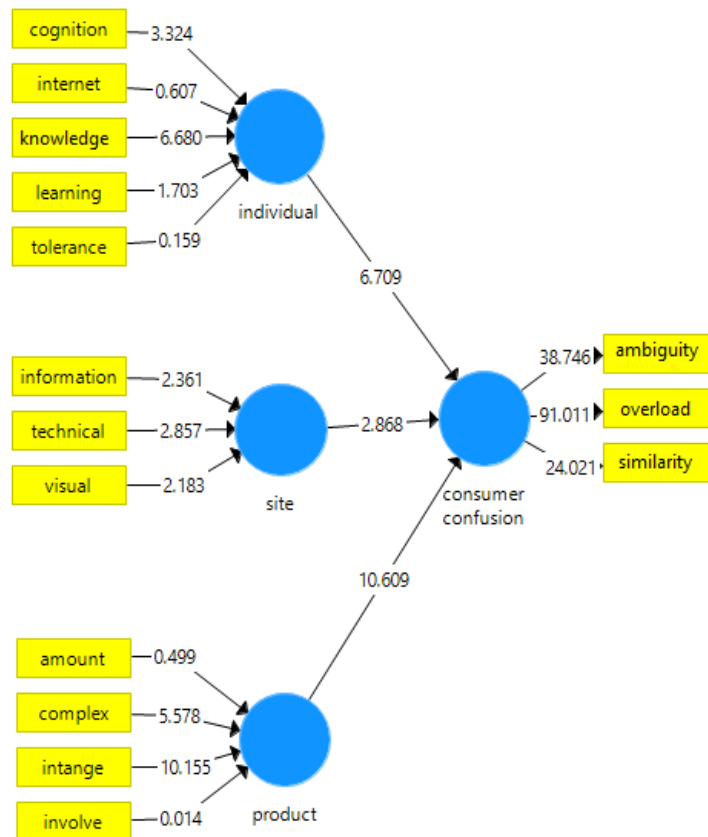 cognition
3.324
internet
0.607
knowledge
6.680
learning
1.703
tolerance
0.159
individual
6.709
information
2.361
technical
2.857
visual
2.183
site
2.868
38.746
ambiguity
91.011
overload
24.021
similarity
consumer
confusion
10.609
amount
0.499
complex
5.578
intange
10.155
involve
0.014
product